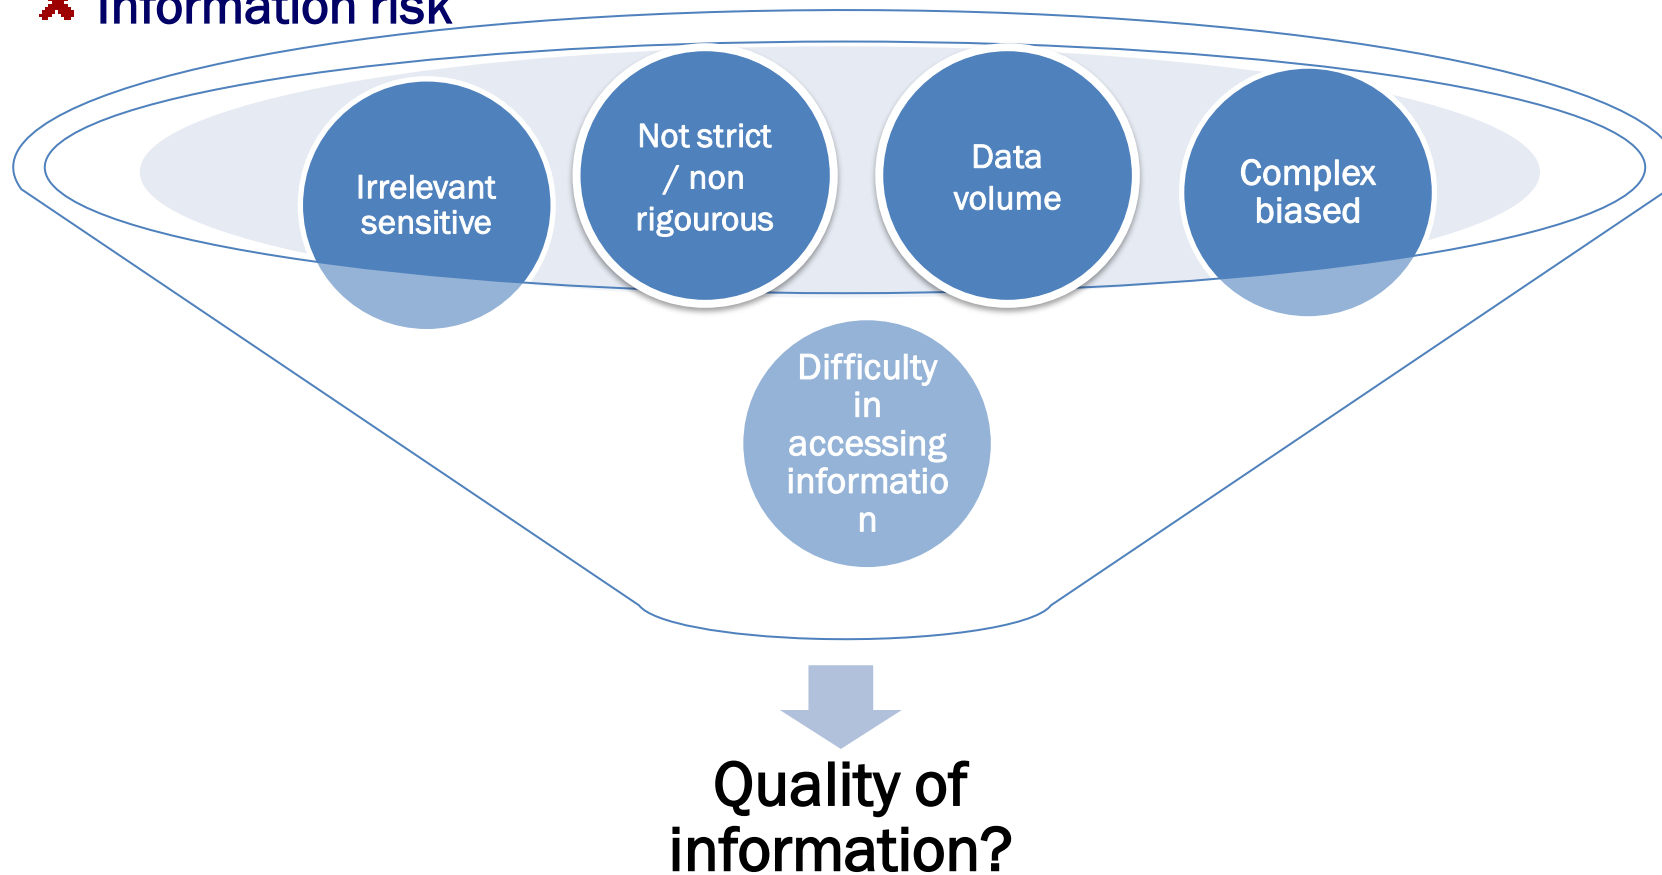 Information risk
Irrelevant
sensitive
Not strict
/ non
rigourous
Data
volume
Complex
biased
Difficulty
in
accessing
informatio
n
Quality of
information?